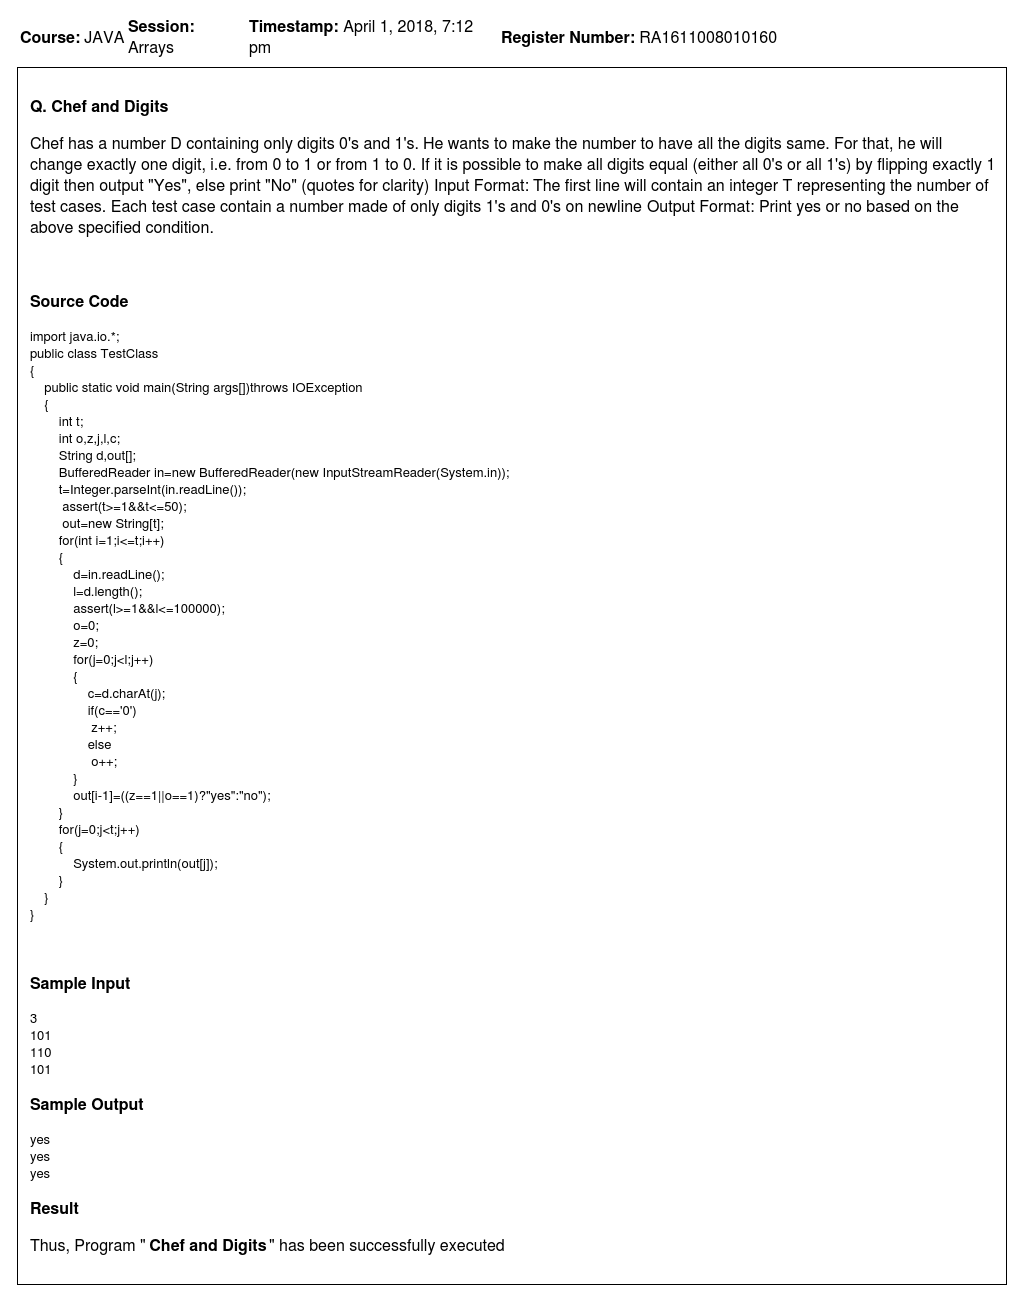 Course: JAVA Session: Arrays Timestamp: April 1, 2018, 7:12 pm Register Number: RA1611008010160
Q. Chef and Digits
Chef has a number D containing only digits 0's and 1's. He wants to make the number to have all the digits same. For that, he will
change exactly one digit, i.e. from 0 to 1 or from 1 to 0. If it is possible to make all digits equal (either all 0's or all 1's) by flipping exactly 1
digit then output "Yes", else print "No" (quotes for clarity) Input Format: The first line will contain an integer T representing the number of
test cases. Each test case contain a number made of only digits 1's and 0's on newline Output Format: Print yes or no based on the
above specified condition.
Source Code
import java.io.*;
public class TestClass
{
    public static void main(String args[])throws IOException
    {
        int t;
        int o,z,j,l,c;
        String d,out[];
        BufferedReader in=new BufferedReader(new InputStreamReader(System.in));
        t=Integer.parseInt(in.readLine());
         assert(t>=1&&t<=50);
         out=new String[t];
        for(int i=1;i<=t;i++)
        {
            d=in.readLine();
            l=d.length();
            assert(l>=1&&l<=100000);
            o=0;
            z=0;
            for(j=0;j<l;j++)
            {
                c=d.charAt(j);
                if(c=='0')
                 z++;
                else
                 o++;
            }
            out[i-1]=((z==1||o==1)?"yes":"no");
        }
        for(j=0;j<t;j++)
        {
            System.out.println(out[j]);
        }
    }
}
Sample Input
3
101
110
101
Sample Output
yes
yes
yes
Result
Thus, Program " Chef and Digits " has been successfully executed